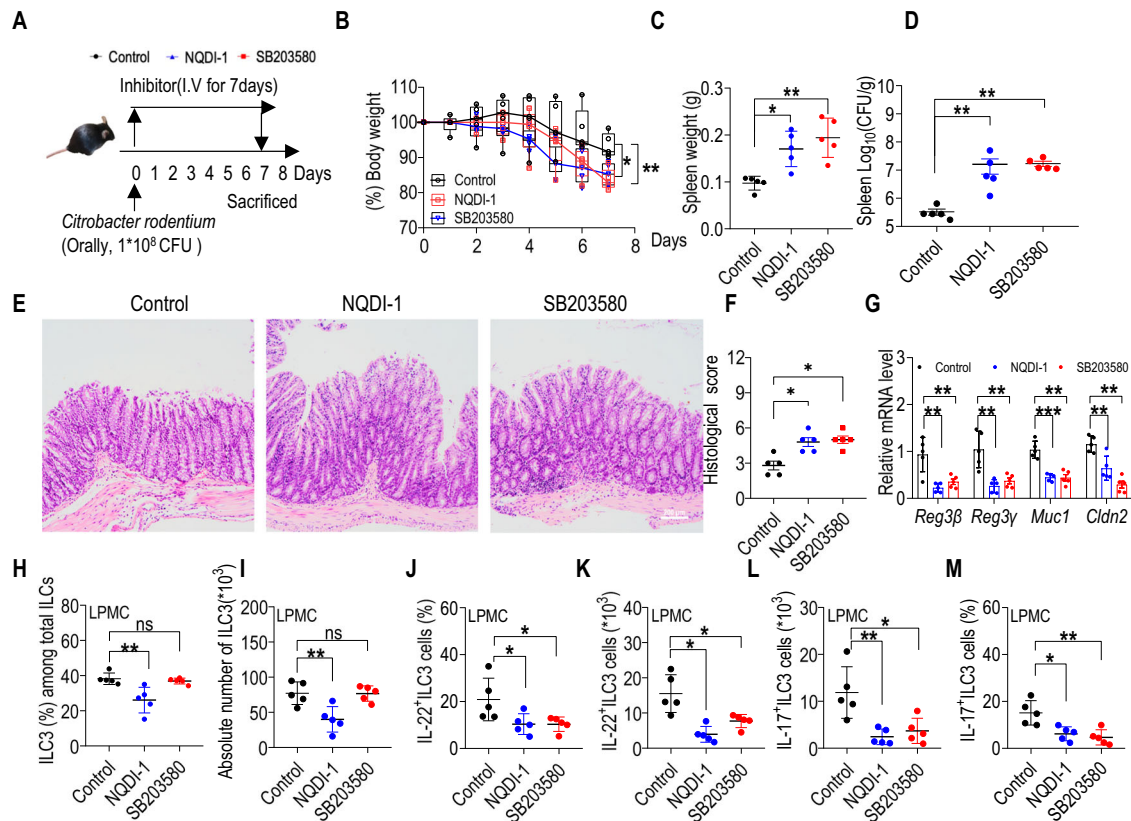 A
Control NQDI-1 SB203580
Inhibitor(I.V for 7days)
0 1 2 3 4 5 6 7 8 Days
Sacrificed
Citrobacter rodentium
(Orally, 1*10⁸ CFU )
B
(%) Body weight
110
100
90
80
70
0 2 4 6 8
Days
Control
NQDI-1
SB203580
*
**
C
Spleen weight (g)
0.3
0.2
0.1
0.0
*
**
Control
NQDI-1
SB203580
D
Spleen Log₁₀(CFU/g)
9
8
7
6
5
**
**
Control
NQDI-1
SB203580
E
Control NQDI-1 SB203580
F
Histological score
12
9
6
3
0
*
*
Control
NQDI-1
SB203580
G
Relative mRNA level
Control NQDI-1 SB203580
3
2
1
0
**
**
**
**
**
***
**
**
Reg3β Reg3γ Muc1 Cldn2
H
ILC3 (%) among total ILCs
LPMC
60
40
20
0
ns
**
Control
NQDI-1
SB203580
I
Absolute number of ILC3(*10³)
LPMC
100
75
50
25
0
ns
**
Control
NQDI-1
SB203580
J
IL-22⁺ILC3 cells (%)
LPMC
60
40
20
0
*
*
Control
NQDI-1
SB203580
K
IL-22⁺ILC3 cells (*10³)
LPMC
30
20
10
0
*
*
Control
NQDI-1
SB203580
L
IL-17⁺ILC3 cells (*10³)
LPMC
20
15
10
5
0
*
**
Control
NQDI-1
SB203580
M
IL-17⁺ILC3 cells (%)
LPMC
60
40
20
0
**
*
Control
NQDI-1
SB203580